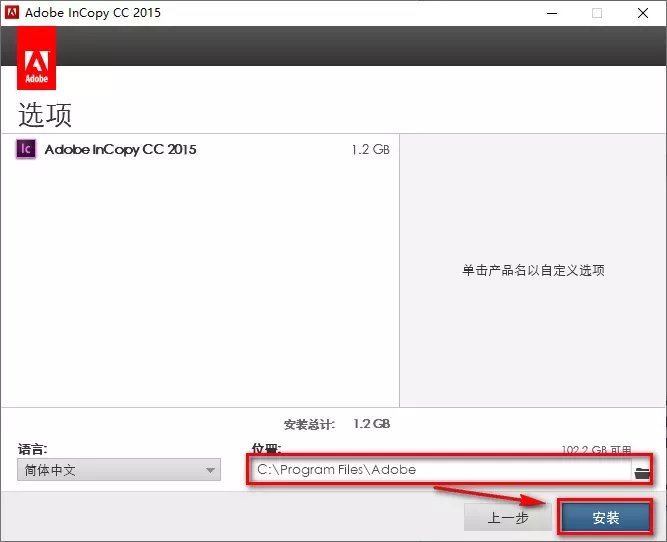 Adobe InCopy CC 2015
Adobe
选项
Ic Adobe InCopy CC 2015 1.2 GB
单击产品名以自定义选项
安装总计: 1.2 GB
语言: 位置: 102.2 GB 可用
简体中文 C:\Program Files\Adobe
上一步 安装